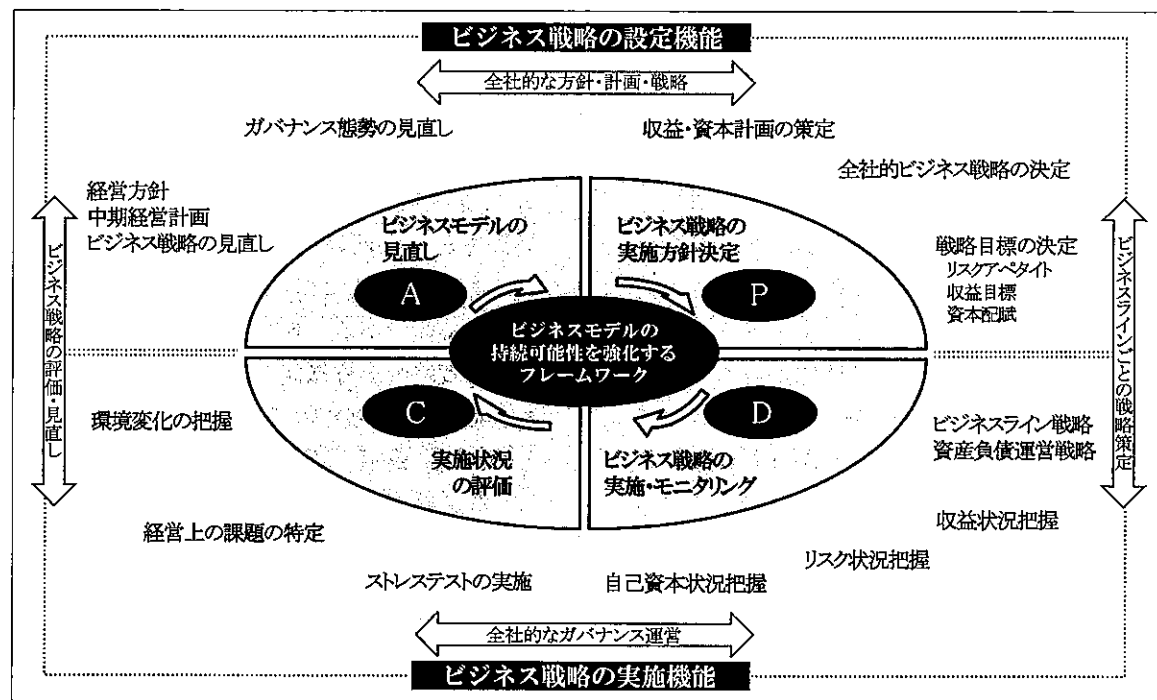 ビジネス戦略の設定機能
全社的な方針・計画・戦略
ガバナンス態勢の見直し
収益・資本計画の策定
全社的ビジネス戦略の決定
経営方針
中期経営計画
ビジネス戦略の見直し
ビジネスモデルの
見直し
A
ビジネス戦略の
実施方針決定
P
戦略目標の決定
リスクアペタイト
収益目標
資本配賦
ビジネス戦略の評価・見直し
ビジネスモデルの
持続可能性を強化する
フレームワーク
ビジネスラインごとの戦略策定
環境変化の把握
C
実施状況
の評価
D
ビジネス戦略の
実施・モニタリング
ビジネスライン戦略
資産負債運営戦略
収益状況把握
経営上の課題の特定
リスク状況把握
ストレステストの実施
自己資本状況把握
全社的なガバナンス運営
ビジネス戦略の実施機能